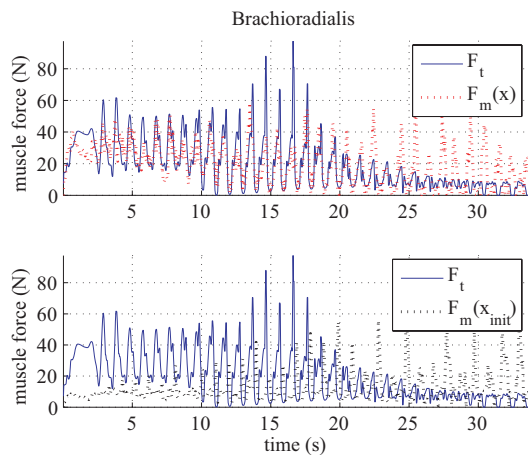 Brachioradialis
muscle force (N)
80
60
40
20
0
F_t
F_m(x)
5 10 15 20 25 30
muscle force (N)
80
60
40
20
0
F_t
F_m(x_init)
5 10 15 20 25 30
time (s)